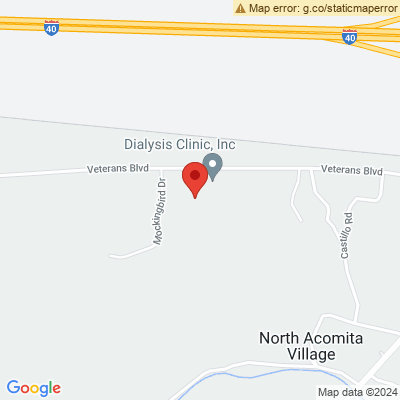 Map error: g.co/staticmaperror
40
40
Dialysis Clinic, Inc
Veterans Blvd
Veterans Blvd
Mockingbird Dr
Castillo Rd
North Acomita
Village
Google
Map data ©2024